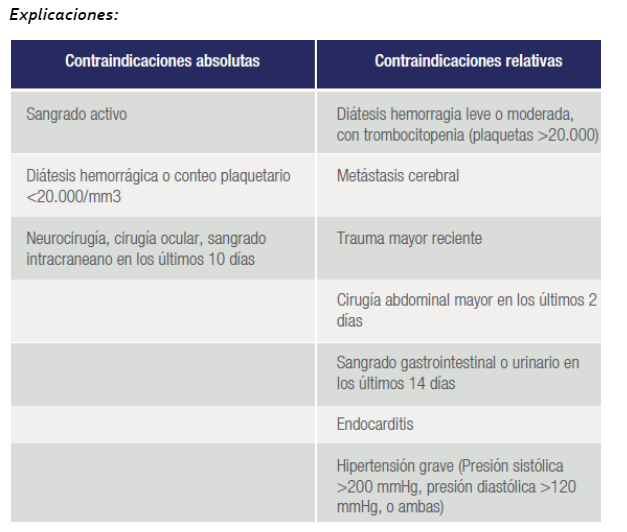 Explicaciones:
Contraindicaciones absolutas
Contraindicaciones relativas
Sangrado activo
Diátesis hemorragia leve o moderada,
con trombocitopenia (plaquetas >20.000)
Diátesis hemorrágica o conteo plaquetario
<20.000/mm3
Metástasis cerebral
Neurocirugía, cirugía ocular, sangrado
intracraneano en los últimos 10 días
Trauma mayor reciente
Cirugía abdominal mayor en los últimos 2
días
Sangrado gastrointestinal o urinario en
los últimos 14 días
Endocarditis
Hipertensión grave (Presión sistólica
>200 mmHg, presión diastólica >120
mmHg, o ambas)